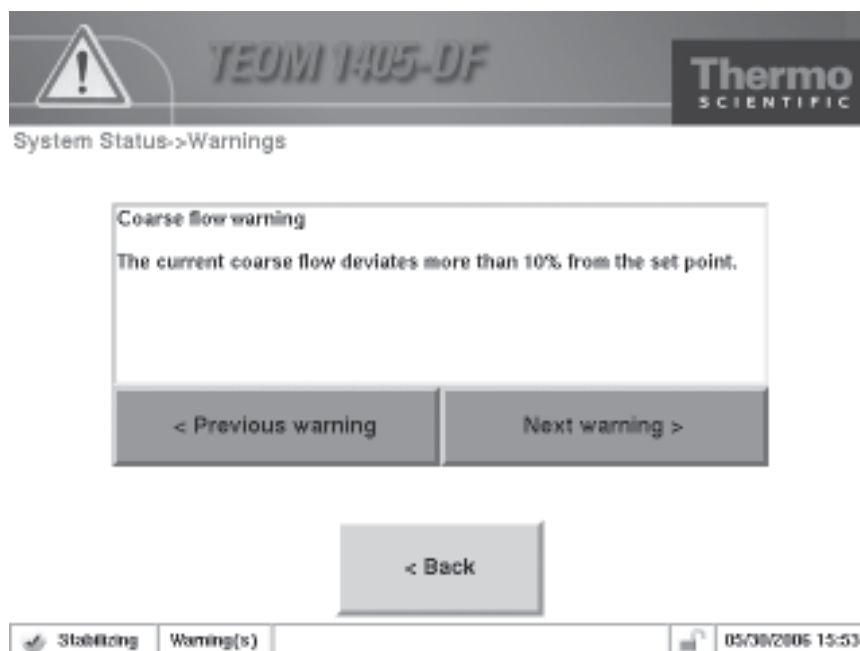 TEOM 1405-DF
Thermo
SCIENTIFIC
System Status->Warnings
Coarse flow warning
The current coarse flow deviates more than 10% from the set point.
< Previous warning
Next warning >
< Back
Stabilizing
Warning(s)
05/30/2006 15:53